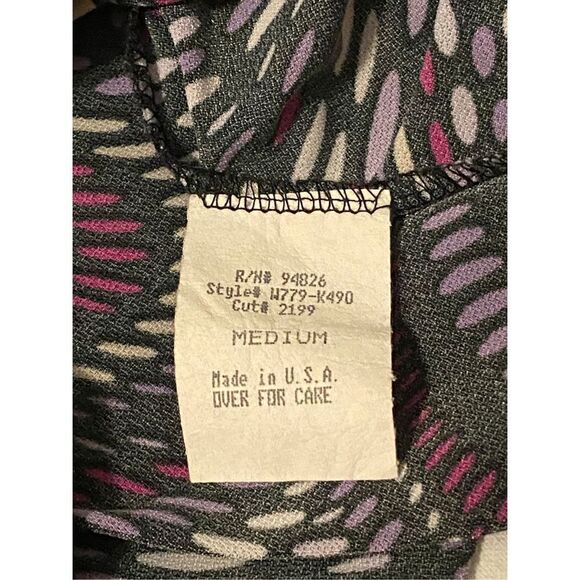 R/N# 94826
Style# W779-K490
Cut# 2199
MEDIUM
Made in U.S.A.
OVER FOR CARE